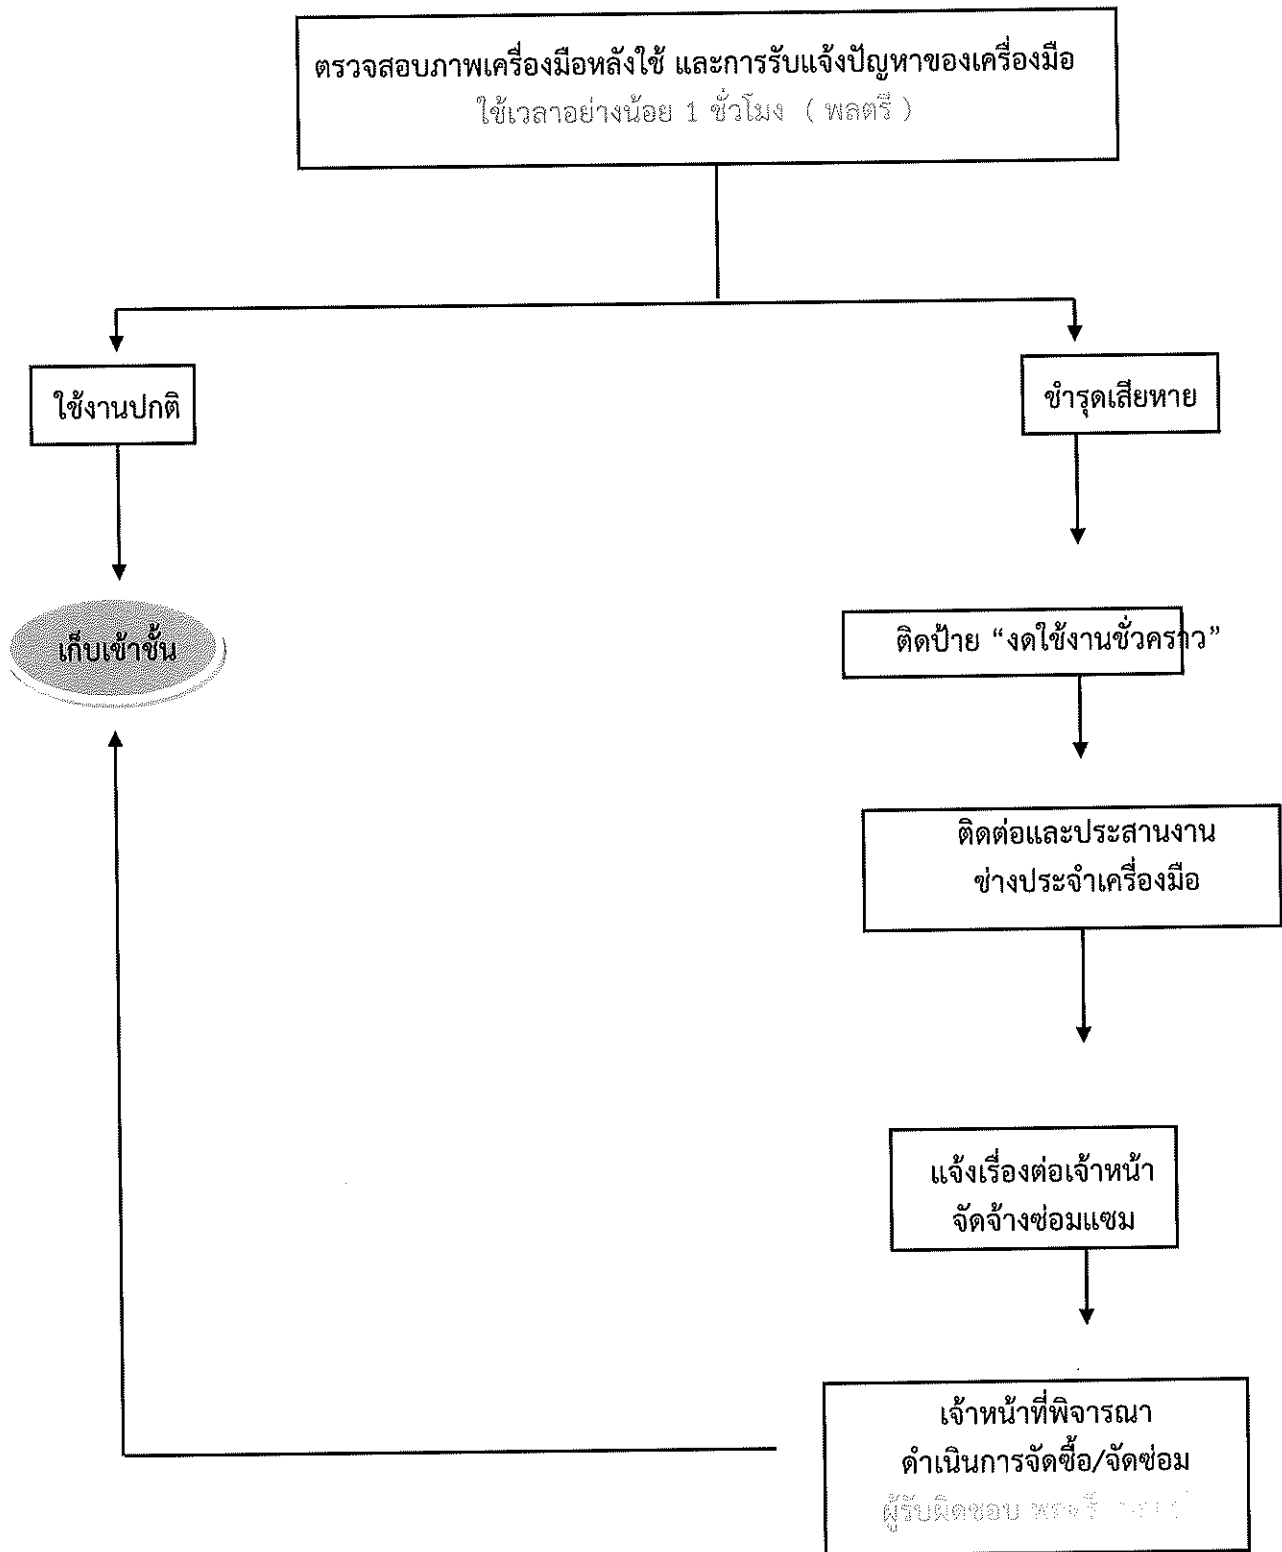 ตรวจสอบภาพเครื่องมือหลังใช้ และการรับแจ้งปัญหาของเครื่องมือ
ใช้เวลาอย่างน้อย 1 ชั่วโมง ( พลตรี )
ใช้งานปกติ
ชำรุดเสียหาย
เก็บเข้าชั้น
ติดป้าย “งดใช้งานชั่วคราว”
ติดต่อและประสานงาน
ช่างประจำเครื่องมือ
แจ้งเรื่องต่อเจ้าหน้า
จัดจ้างซ่อมแซม
เจ้าหน้าที่พิจารณา
ดำเนินการจัดซื้อ/จัดซ่อม
ผู้รับผิดชอบ